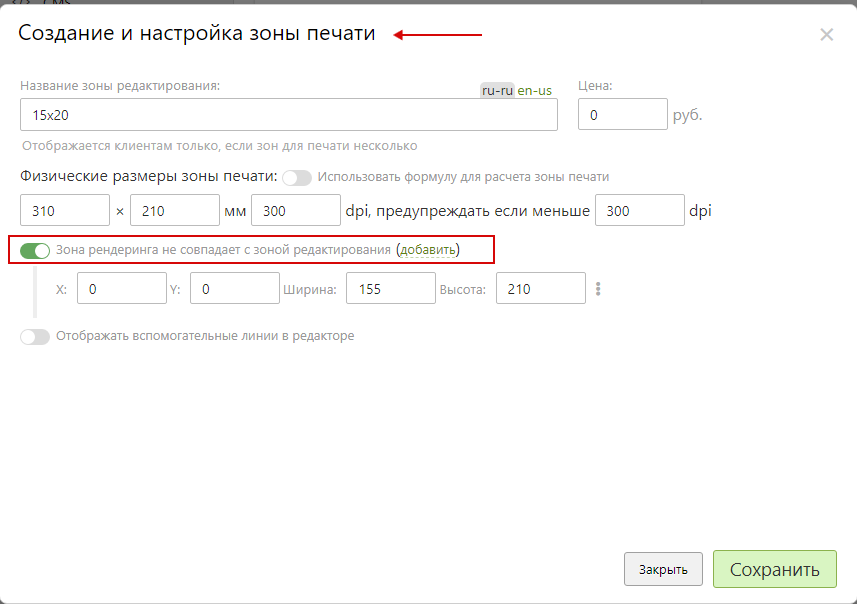 Создание и настройка зоны печати
Название зоны редактирования: ru-ru en-us Цена:
15x20 0 руб.
Отображается клиентам только, если зон для печати несколько
Физические размеры зоны печати: Использовать формулу для расчета зоны печати
310 × 210 мм 300 dpi, предупреждать если меньше 300 dpi
Зона рендеринга не совпадает с зоной редактирования (добавить)
X: 0 Y: 0 Ширина: 155 Высота: 210
Отображать вспомогательные линии в редакторе
Закрыть Сохранить